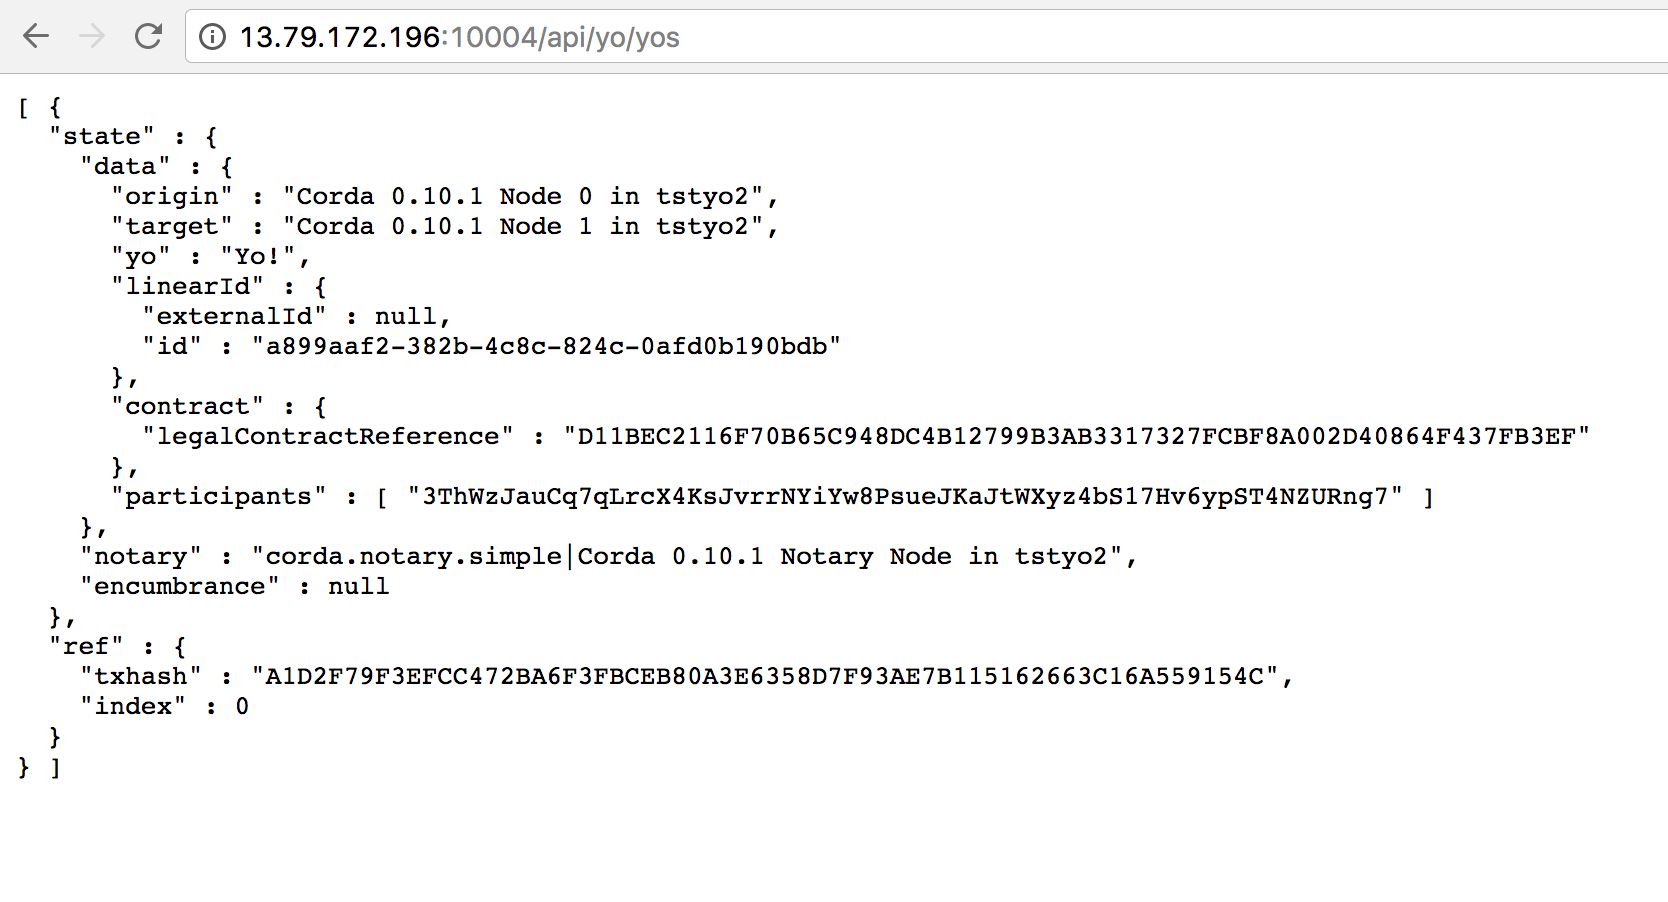 13.79.172.196:10004/api/yo/yos
[ {
  "state" : {
    "data" : {
      "origin" : "Corda 0.10.1 Node 0 in tstyo2",
      "target" : "Corda 0.10.1 Node 1 in tstyo2",
      "yo" : "Yo!",
      "linearId" : {
        "externalId" : null,
        "id" : "a899aaf2-382b-4c8c-824c-0afd0b190bdb"
      },
      "contract" : {
        "legalContractReference" : "D11BEC2116F70B65C948DC4B12799B3AB3317327FCBF8A002D40864F437FB3EF"
      },
      "participants" : [ "3ThWzJauCq7qLrcX4KsJvrrNYiYw8PsueJKaJtWXyz4bS17Hv6ypST4NZURng7" ]
    },
    "notary" : "corda.notary.simple|Corda 0.10.1 Notary Node in tstyo2",
    "encumbrance" : null
  },
  "ref" : {
    "txhash" : "A1D2F79F3EFCC472BA6F3FBCEB80A3E6358D7F93AE7B115162663C16A559154C",
    "index" : 0
  }
} ]